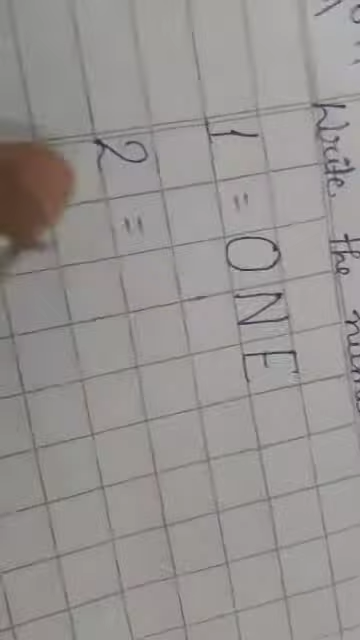 Write the
1 = ONE
2 =